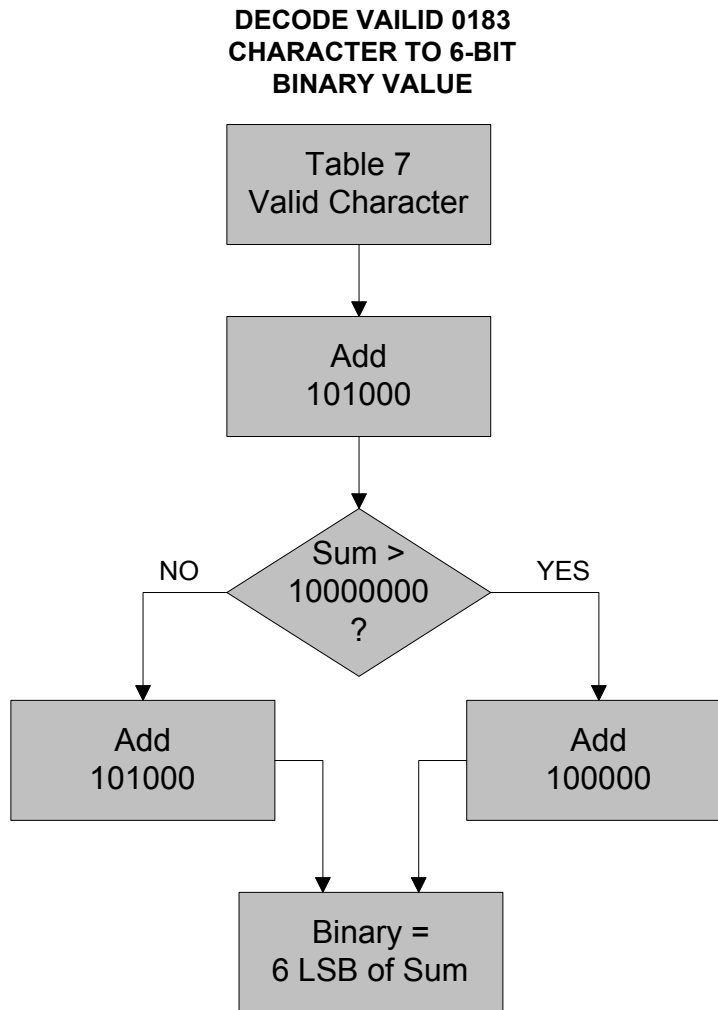 DECODE VAILID 0183
CHARACTER TO 6-BIT
BINARY VALUE
Table 7
Valid Character
Add
101000
Sum >
10000000
?
NO
YES
Add
101000
Add
100000
Binary =
6 LSB of Sum